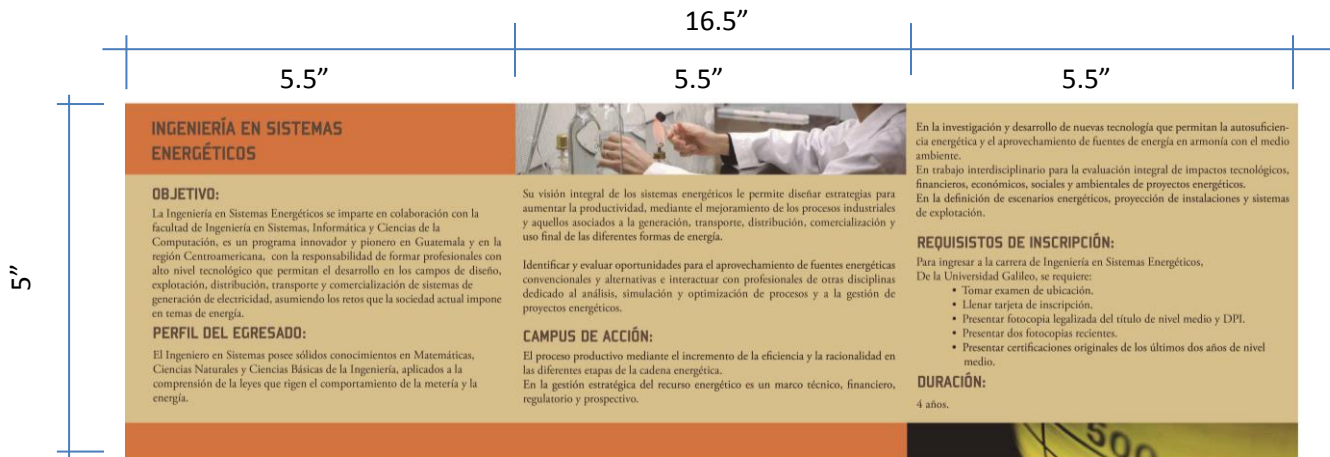 16.5”
5.5”
5.5”
5.5”
5”
INGENIERÍA EN SISTEMAS
ENERGÉTICOS
OBJETIVO:
La Ingeniería en Sistemas Energéticos se imparte en colaboración con la
facultad de Ingeniería en Sistemas, Informática y Ciencias de la
Computación, es un programa innovador y pionero en Guatemala y en la
región Centroamericana, con la responsabilidad de formar profesionales con
alto nivel tecnológico que permitan el desarrollo en los campos de diseño,
explotación, distribución, transporte y comercialización de sistemas de
generación de electricidad, asumiendo los retos que la sociedad actual impone
en temas de energía.
PERFIL DEL EGRESADO:
El Ingeniero en Sistemas posee sólidos conocimientos en Matemáticas,
Ciencias Naturales y Ciencias Básicas de la Ingeniería, aplicados a la
comprensión de la leyes que rigen el comportamiento de la metería y la
energía.
Su visión integral de los sistemas energéticos le permite diseñar estrategias para
aumentar la productividad, mediante el mejoramiento de los procesos industriales
y aquellos asociados a la generación, transporte, distribución, comercialización y
uso final de las diferentes formas de energía.
Identificar y evaluar oportunidades para el aprovechamiento de fuentes energéticas
convencionales y alternativas e interactuar con profesionales de otras disciplinas
dedicado al análisis, simulación y optimización de procesos y a la gestión de
proyectos energéticos.
CAMPUS DE ACCIÓN:
El proceso productivo mediante el incremento de la eficiencia y la racionalidad en
las diferentes etapas de la cadena energética.
En la gestión estratégica del recurso energético es un marco técnico, financiero,
regulatorio y prospectivo.
En la investigación y desarrollo de nuevas tecnología que permitan la autosuficien-
cia energética y el aprovechamiento de fuentes de energía en armonía con el medio
ambiente.
En trabajo interdisciplinario para la evaluación integral de impactos tecnológicos,
financieros, económicos, sociales y ambientales de proyectos energéticos.
En la definición de escenarios energéticos, proyección de instalaciones y sistemas
de explotación.
REQUISISTOS DE INSCRIPCIÓN:
Para ingresar a la carrera de Ingeniería en Sistemas Energéticos,
De la Universidad Galileo, se requiere:
• Tomar examen de ubicación.
• Llenar tarjeta de inscripción.
• Presentar fotocopia legalizada del título de nivel medio y DPI.
• Presentar dos fotocopias recientes.
• Presentar certificaciones originales de los últimos dos años de nivel
medio.
DURACIÓN:
4 años.
500